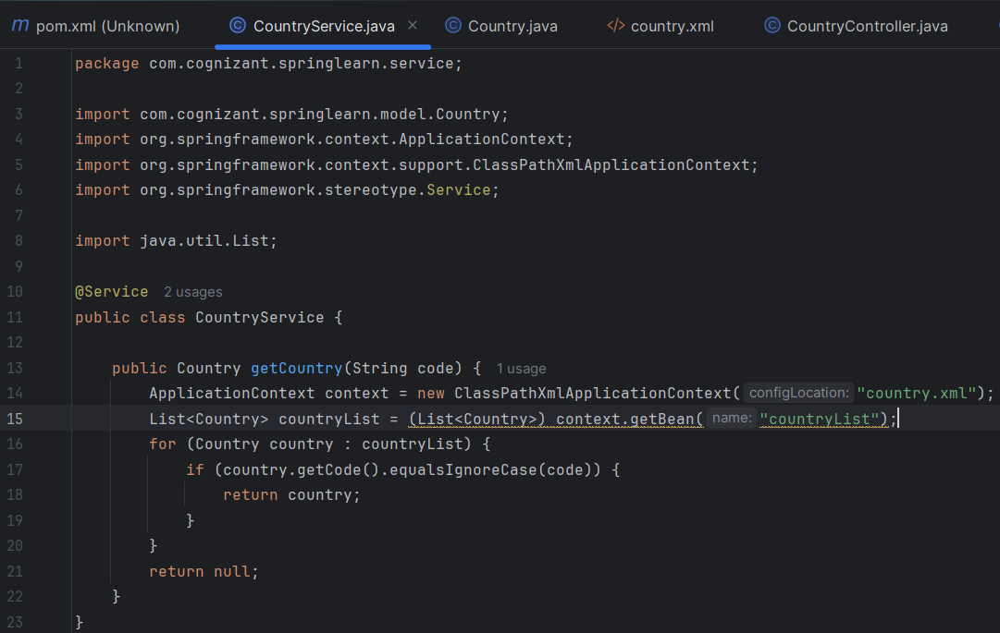 m pom.xml (Unknown) © CountryService.java × © Country.java </> country.xml © CountryController.java
1 package com.cognizant.springlearn.service;
2
3 import com.cognizant.springlearn.model.Country;
4 import org.springframework.context.ApplicationContext;
5 import org.springframework.context.support.ClassPathXmlApplicationContext;
6 import org.springframework.stereotype.Service;
7
8 import java.util.List;
9
10 @Service 2 usages
11 public class CountryService {
12
13 public Country getCountry(String code) { 1 usage
14 ApplicationContext context = new ClassPathXmlApplicationContext( configLocation: "country.xml");
15 List<Country> countryList = (List<Country>) context.getBean( name: "countryList");
16 for (Country country : countryList) {
17 if (country.getCode().equalsIgnoreCase(code)) {
18 return country;
19 }
20 }
21 return null;
22 }
23 }